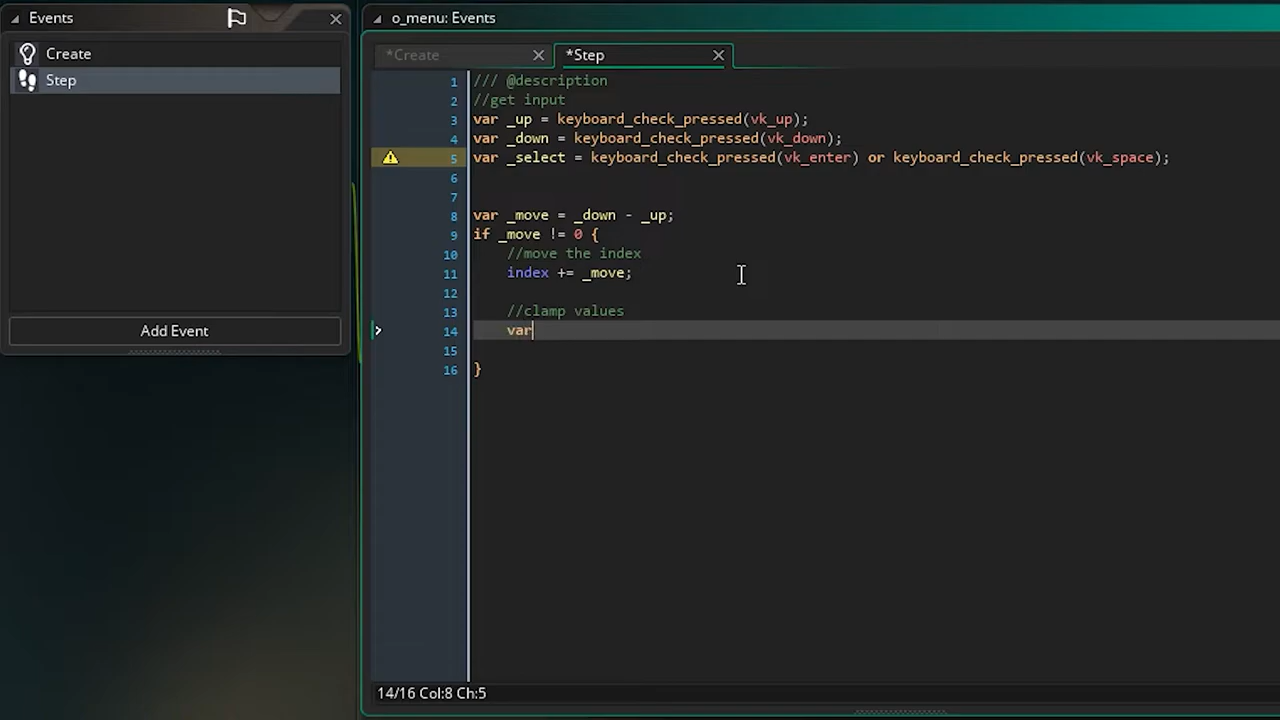 Events
Create
Step
Add Event
o_menu: Events
*Create
*Step
1 /// @description
2 //get input
3 var _up = keyboard_check_pressed(vk_up);
4 var _down = keyboard_check_pressed(vk_down);
5 var _select = keyboard_check_pressed(vk_enter) or keyboard_check_pressed(vk_space);
6
7
8 var _move = _down - _up;
9 if _move != 0 {
10 //move the index
11 index += _move;
12
13 //clamp values
14 var
15
16 }
14/16 Col:8 Ch:5